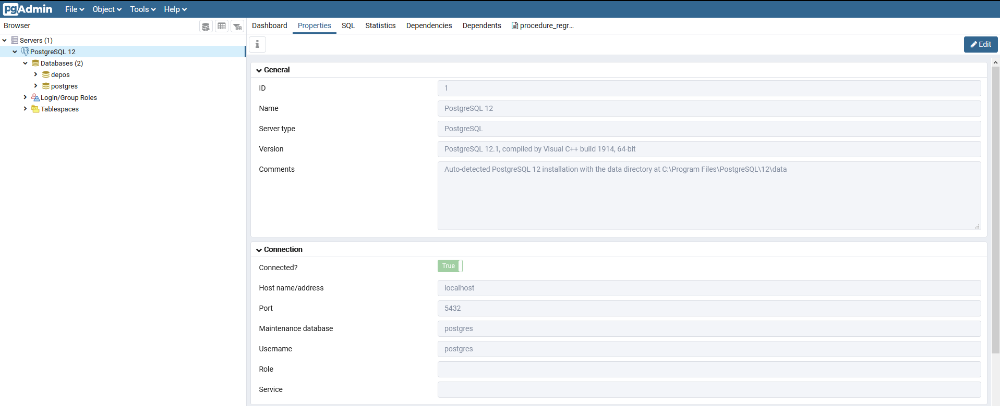 pgAdmin File Object Tools Help
Browser
Dashboard Properties SQL Statistics Dependencies Dependents procedure_regr...
Servers (1)
PostgreSQL 12
Databases (2)
depos
postgres
Login/Group Roles
Tablespaces
Edit
General
ID 1
Name PostgreSQL 12
Server type PostgreSQL
Version PostgreSQL 12.1, compiled by Visual C++ build 1914, 64-bit
Comments Auto-detected PostgreSQL 12 installation with the data directory at C:\Program Files\PostgreSQL\12\data
Connection
Connected? True
Host name/address localhost
Port 5432
Maintenance database postgres
Username postgres
Role
Service